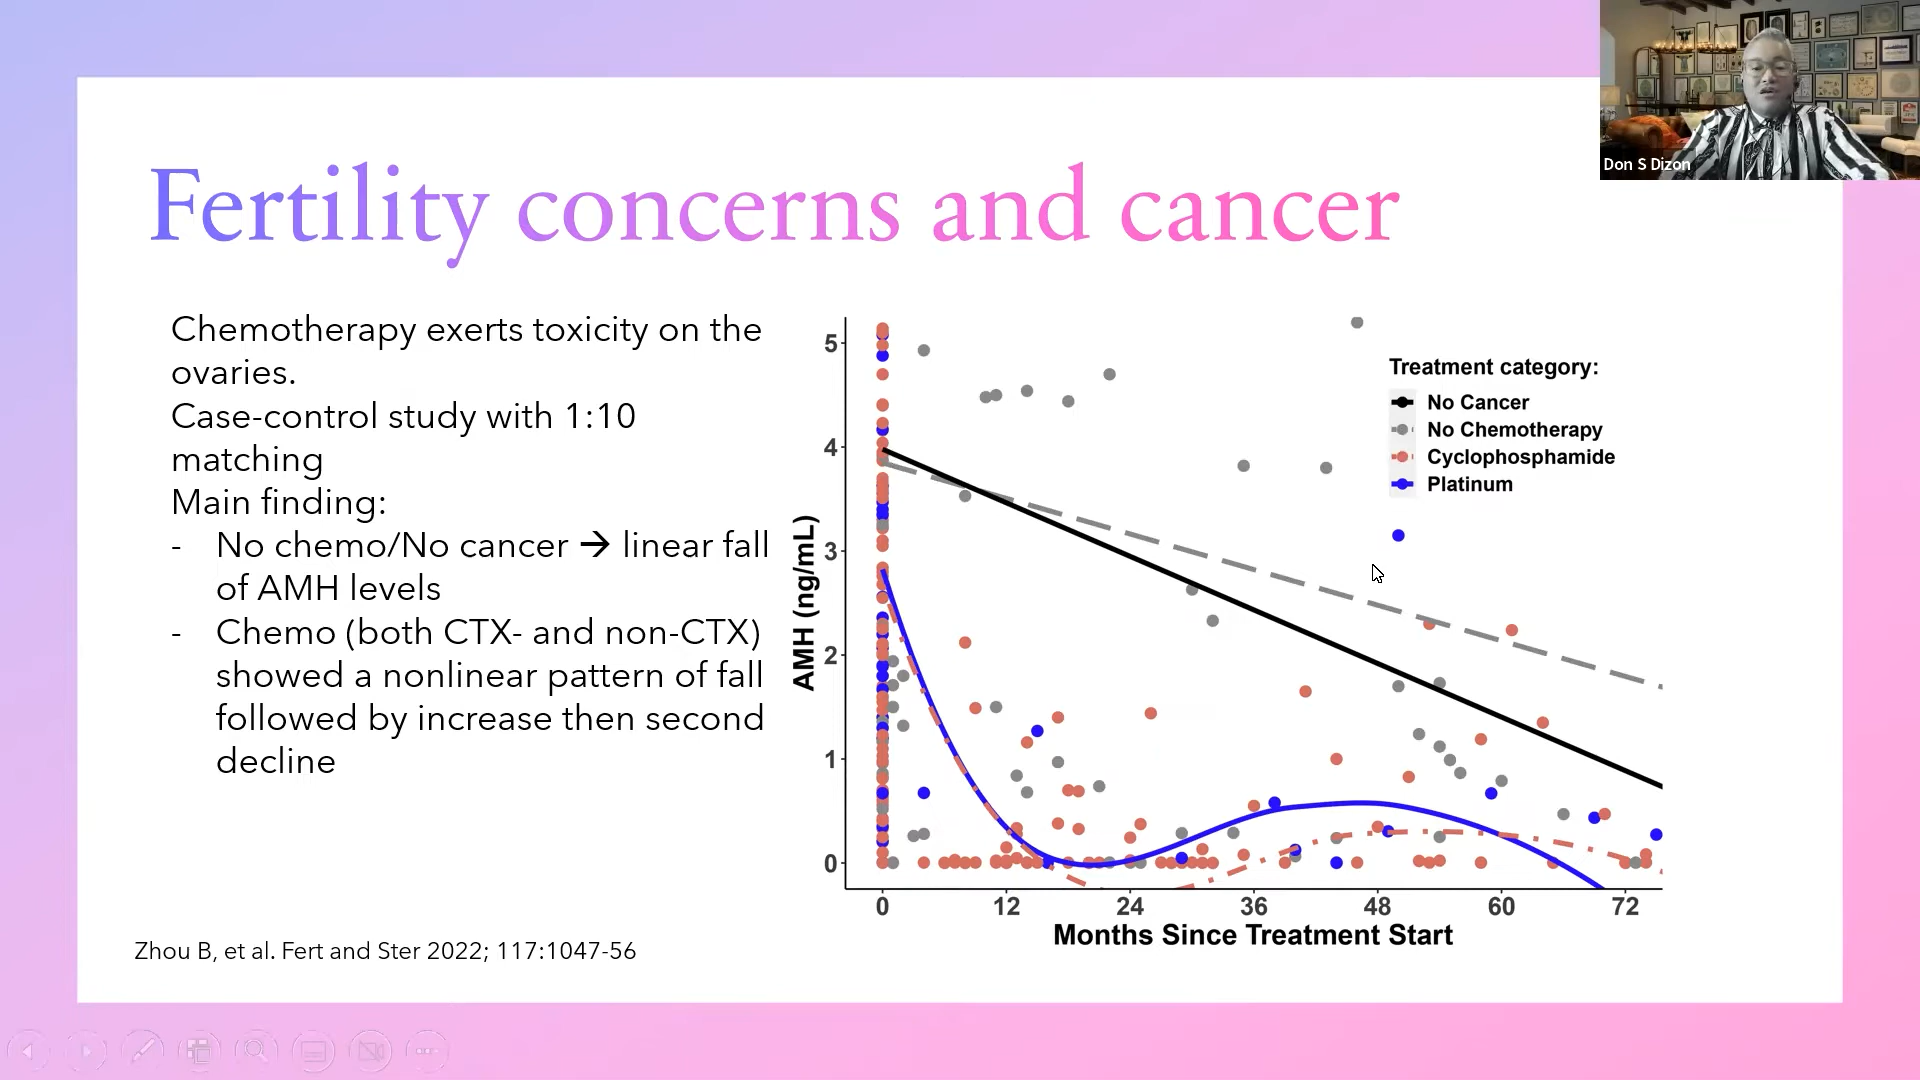 Don S Dizon
Fertility concerns and cancer
Chemotherapy exerts toxicity on the
ovaries.
Case-control study with 1:10
matching
Main finding:
- No chemo/No cancer → linear fall
of AMH levels
- Chemo (both CTX- and non-CTX)
showed a nonlinear pattern of fall
followed by increase then second
decline
Zhou B, et al. Fert and Ster 2022; 117:1047-56
AMH (ng/mL)
5
4
3
2
1
0
0 12 24 36 48 60 72
Months Since Treatment Start
Treatment category:
No Cancer
No Chemotherapy
Cyclophosphamide
Platinum